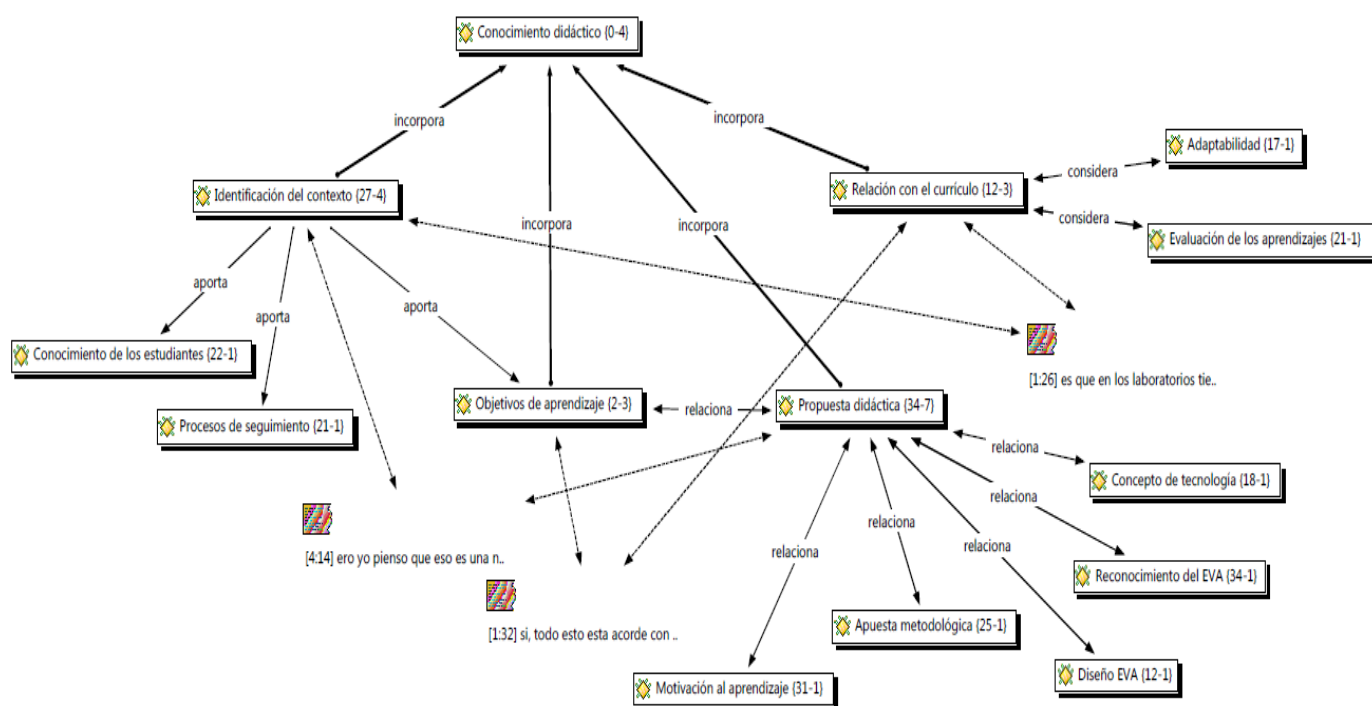 Conocimiento didáctico {0-4}
incorpora
incorpora
Adaptabilidad {17-1}
considera
Identificación del contexto {27-4}
Relación con el currículo {12-3}
considera
incorpora
incorpora
Evaluación de los aprendizajes {21-1}
aporta
aporta
aporta
Conocimiento de los estudiantes {22-1}
[1:26] es que en los laboratorios tie..
Objetivos de aprendizaje {2-3}
relaciona
Propuesta didáctica {34-7}
Procesos de seguimiento {21-1}
relaciona
Concepto de tecnología {18-1}
relaciona
relaciona
relaciona
relaciona
[4:14] ero yo pienso que eso es una n..
Reconocimiento del EVA {34-1}
[1:32] si, todo esto esta acorde con ..
Apuesta metodológica {25-1}
Diseño EVA {12-1}
Motivación al aprendizaje {31-1}